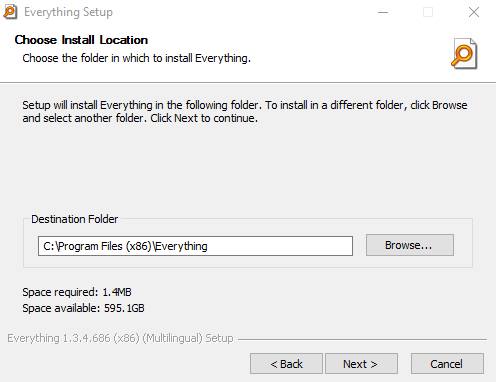 Everything Setup
Choose Install Location
Choose the folder in which to install Everything.
Setup will install Everything in the following folder. To install in a different folder, click Browse
and select another folder. Click Next to continue.
Destination Folder
C:\Program Files (x86)\Everything
Browse...
Space required: 1.4MB
Space available: 595.1GB
Everything 1.3.4.686 (x86) (Multilingual) Setup
< Back
Next >
Cancel